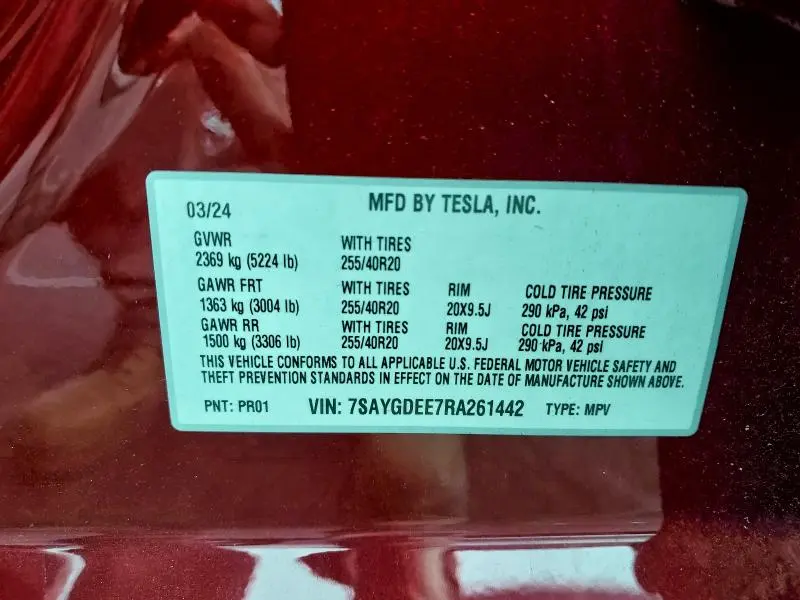 03/24 MFD BY TESLA, INC.
GVWR WITH TIRES
2369 kg (5224 lb) 255/40R20
GAWR FRT WITH TIRES RIM COLD TIRE PRESSURE
1363 kg (3004 lb) 255/40R20 20X9.5J 290 kPa, 42 psi
GAWR RR WITH TIRES RIM COLD TIRE PRESSURE
1500 kg (3306 lb) 255/40R20 20X9.5J 290 kPa, 42 psi
THIS VEHICLE CONFORMS TO ALL APPLICABLE U.S. FEDERAL MOTOR VEHICLE SAFETY AND
THEFT PREVENTION STANDARDS IN EFFECT ON THE DATE OF MANUFACTURE SHOWN ABOVE.
PNT: PR01 VIN: 7SAYGDEE7RA261442 TYPE: MPV